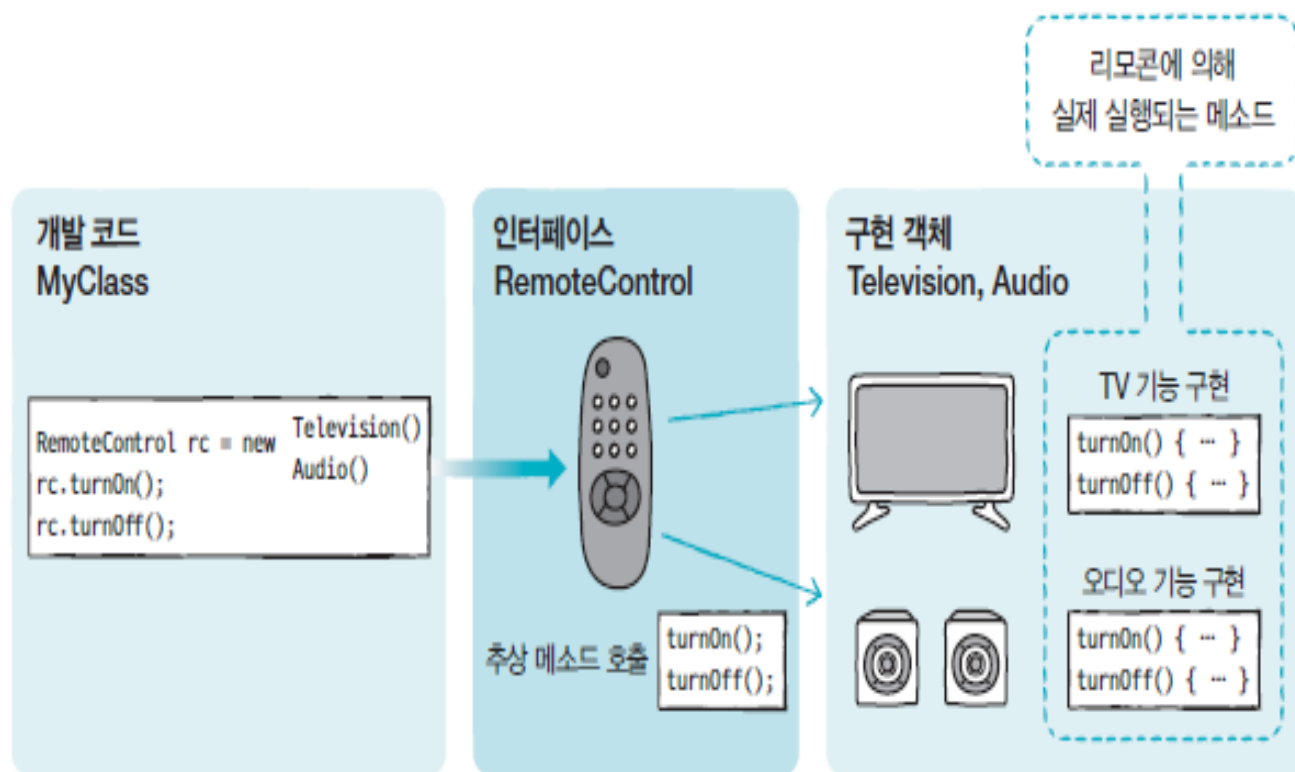 리모콘에 의해
실제 실행되는 메소드
개발 코드
MyClass
RemoteControl rc = new Television()
Audio()
rc.turnOn();
rc.turnOff();
인터페이스
RemoteControl
추상 메소드 호출
turnOn();
turnOff();
구현 객체
Television, Audio
TV 기능 구현
turnOn() { … }
turnOff() { … }
오디오 기능 구현
turnOn() { … }
turnOff() { … }